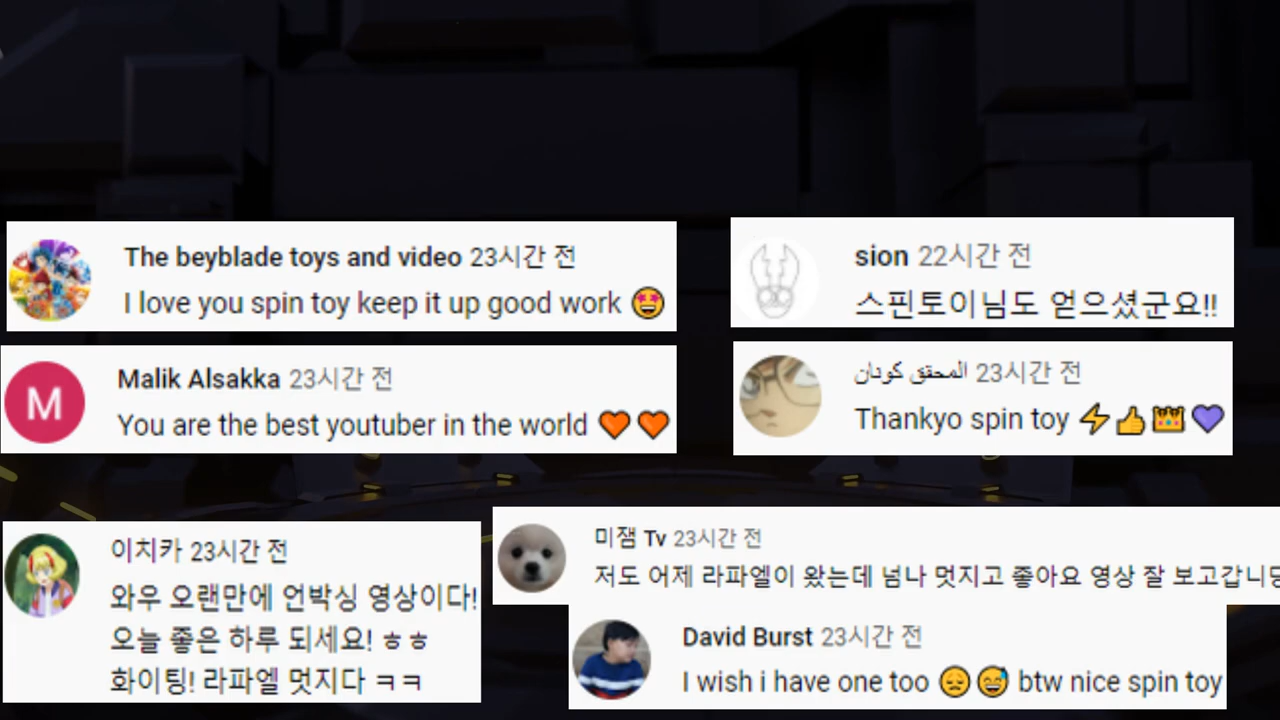 The beyblade toys and video 23시간 전
I love you spin toy keep it up good work 🤩
sion 22시간 전
스핀토이님도 얻으셨군요!!
M
Malik Alsakka 23시간 전
You are the best youtuber in the world 🧡🧡
المحقق كونان 23시간 전
Thankyo spin toy ⚡👍👑💜
이치카 23시간 전
와우 오랜만에 언박싱 영상이다!
오늘 좋은 하루 되세요! ㅎㅎ
화이팅! 라파엘 멋지다 ㅋㅋ
미잼 Tv 23시간 전
저도 어제 라파엘이 왔는데 넘나 멋지고 좋아요 영상 잘 보고갑니당
David Burst 23시간 전
I wish i have one too 😞😅 btw nice spin toy